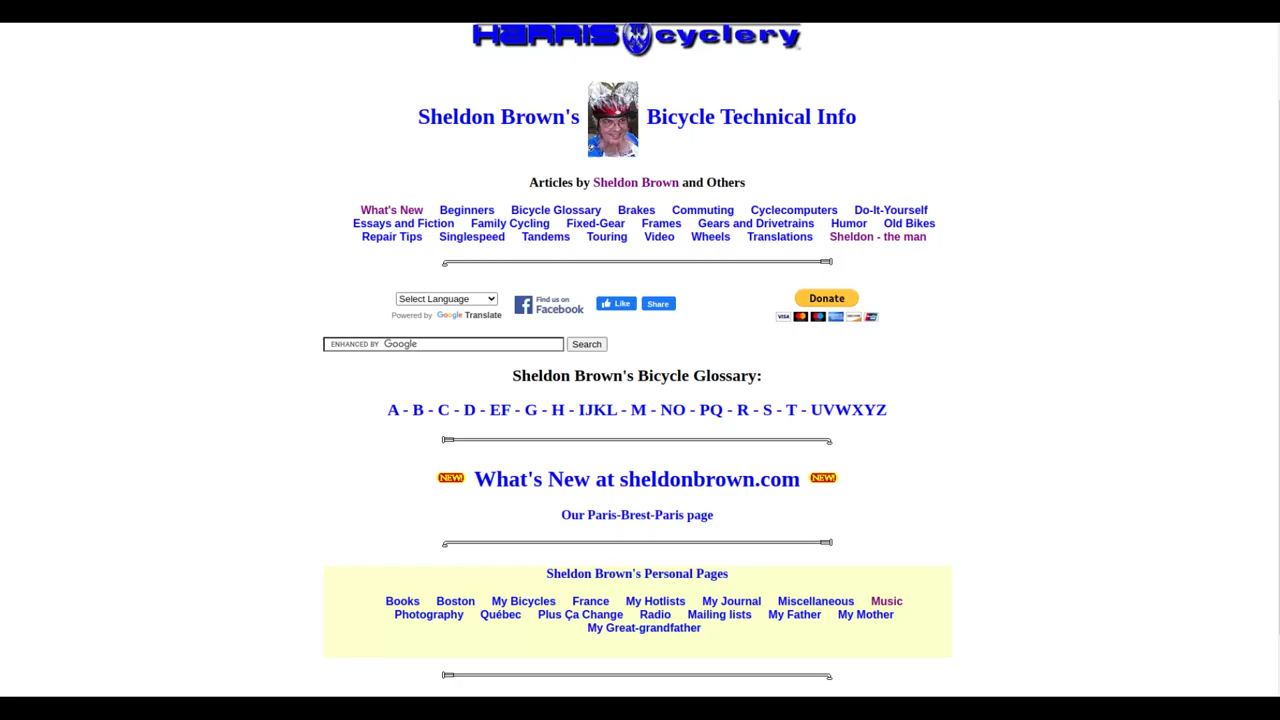 HARRIS cyclery
Sheldon Brown's Bicycle Technical Info
Articles by Sheldon Brown and Others
What's New Beginners Bicycle Glossary Brakes Commuting Cyclecomputers Do-It-Yourself
Essays and Fiction Family Cycling Fixed-Gear Frames Gears and Drivetrains Humor Old Bikes
Repair Tips Singlespeed Tandems Touring Video Wheels Translations Sheldon - the man
Select Language Find us on Facebook Like Share Donate
Powered by Google Translate VISA
ENHANCED BY Google Search
Sheldon Brown's Bicycle Glossary:
A - B - C - D - EF - G - H - IJKL - M - NO - PQ - R - S - T - UVWXYZ
NEW! What's New at sheldonbrown.com NEW!
Our Paris-Brest-Paris page
Sheldon Brown's Personal Pages
Books Boston My Bicycles France My Hotlists My Journal Miscellaneous Music
Photography Québec Plus Ça Change Radio Mailing lists My Father My Mother
My Great-grandfather